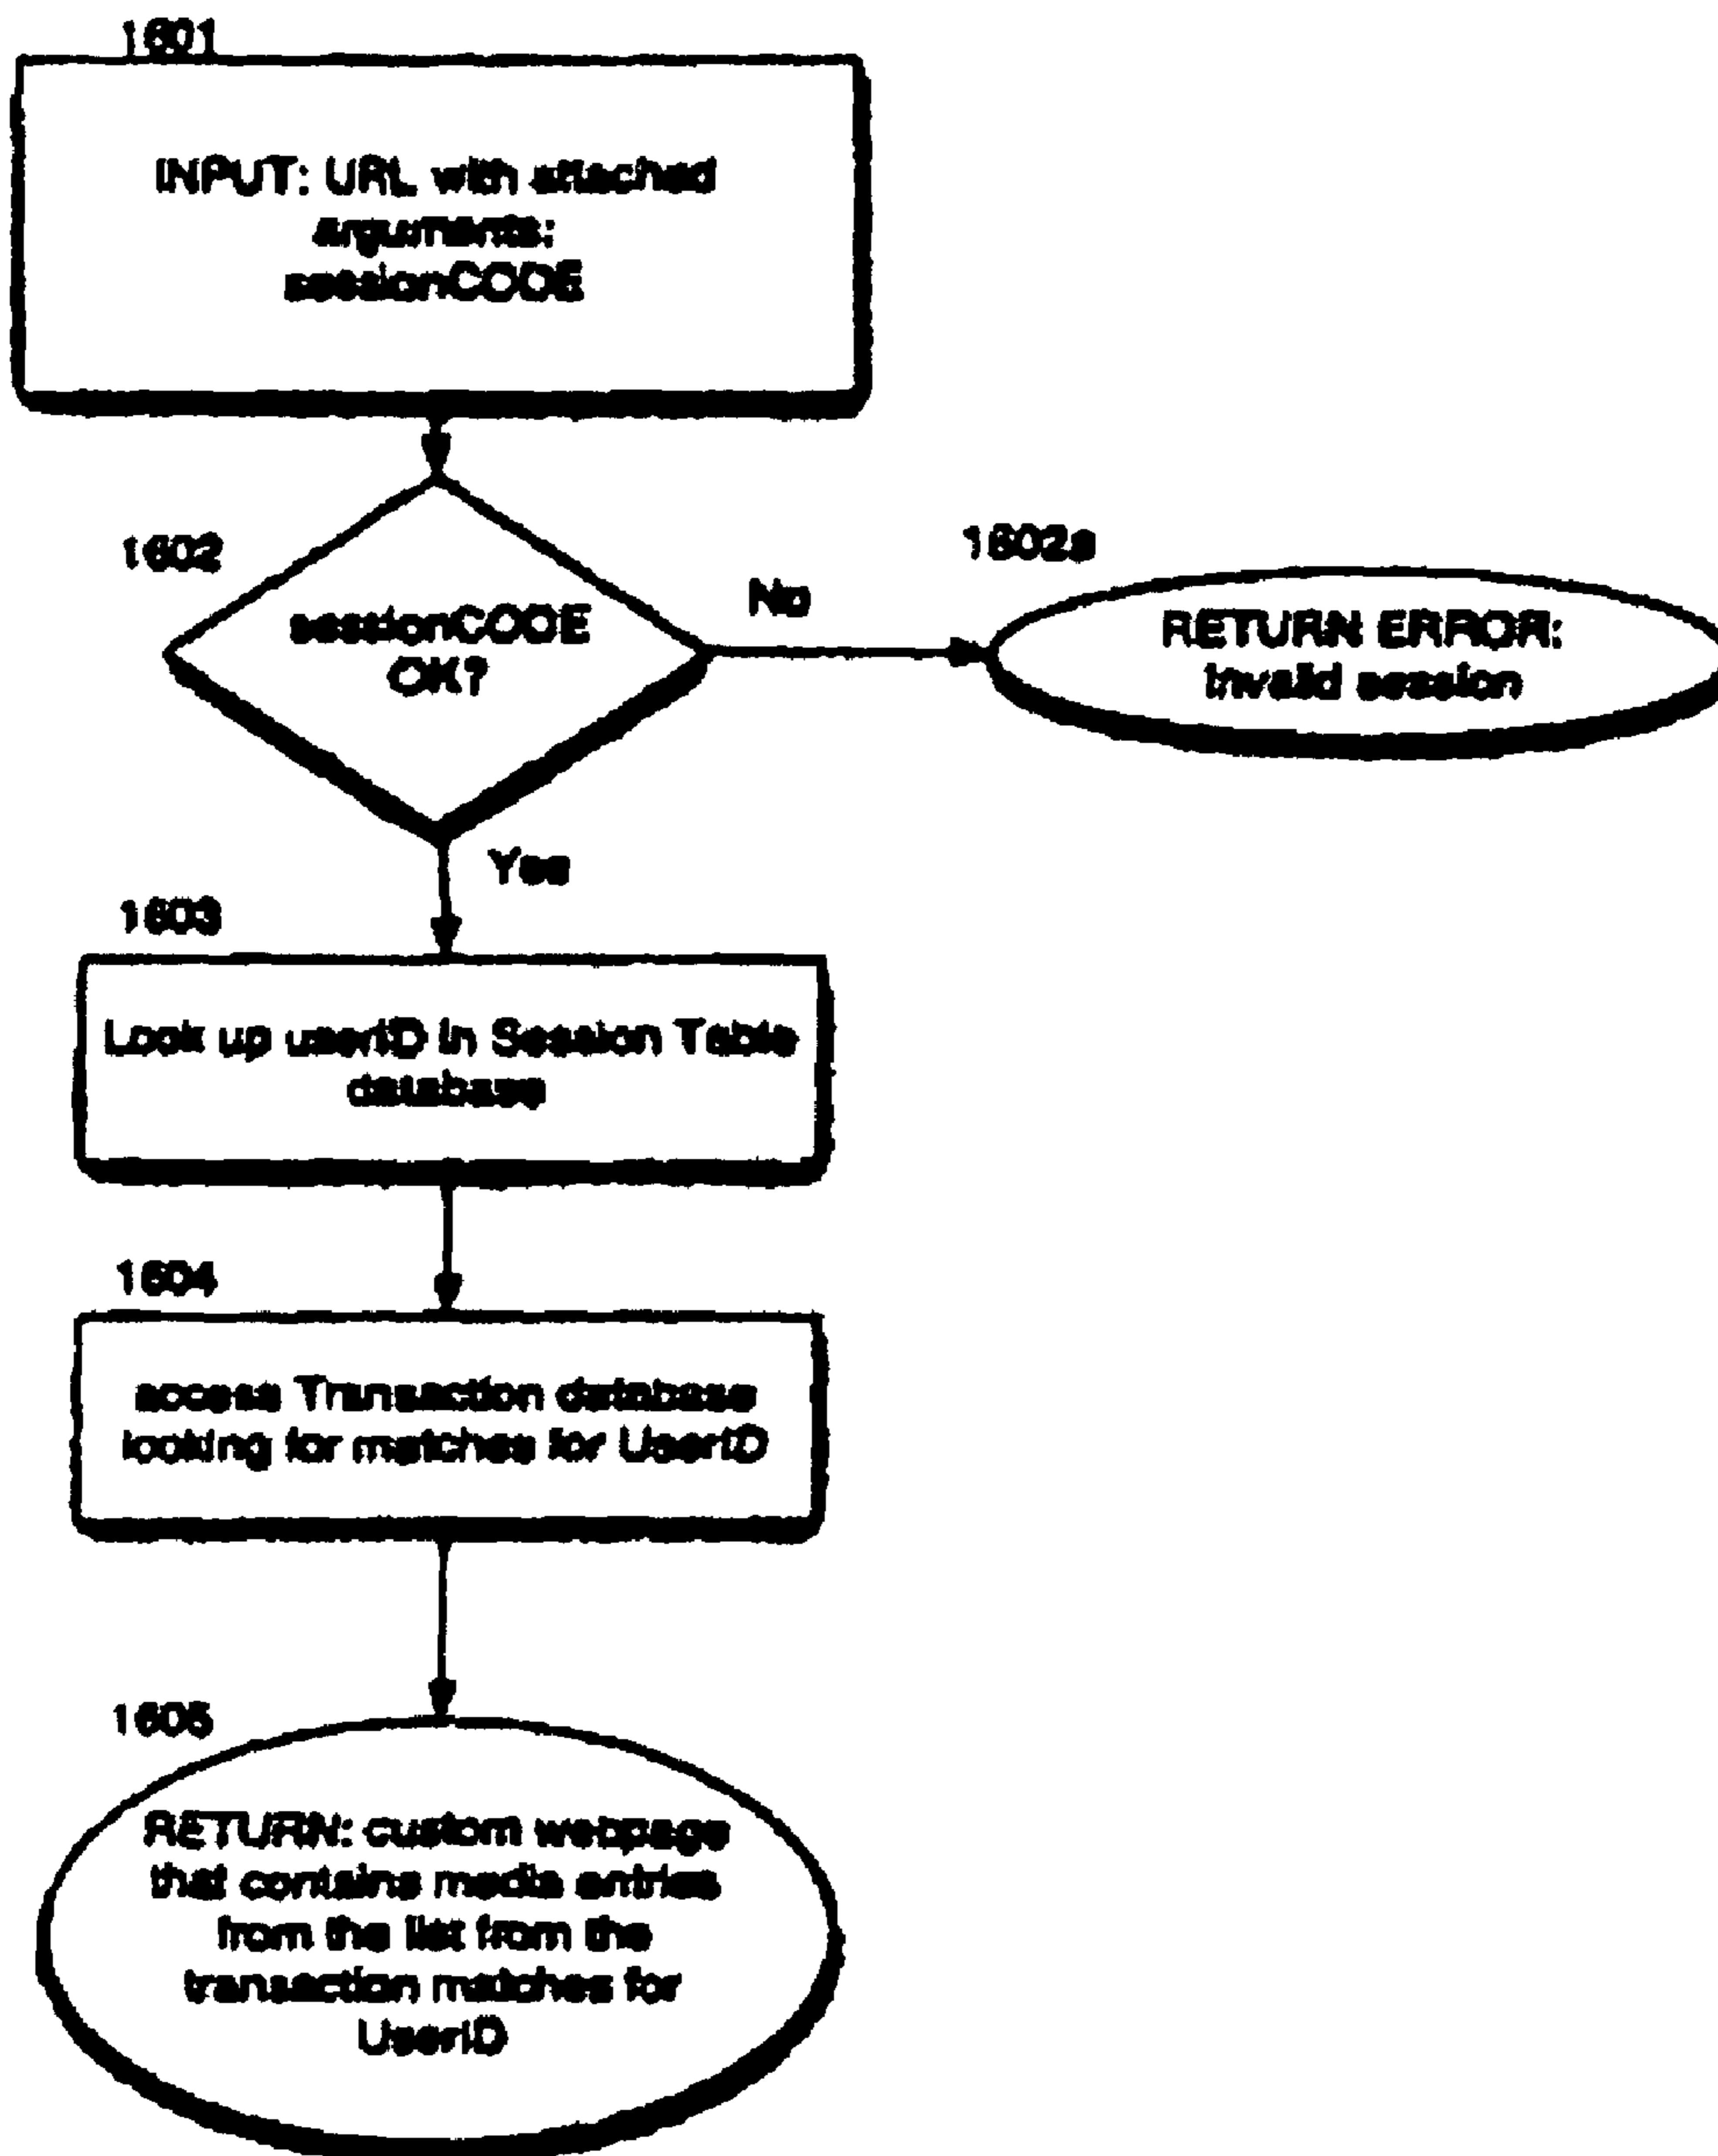 1601
INPUT: URL with attached
arguments:
sessionCODE
1602
sessionCODE
OK?
No
1602a
RETURN ERROR:
Invalid session
Yes
1603
Look up userID in Session Table
database
1604
access Transaction database
looking for matches for UserID
1605
RETURN: custom webpage
that contains media entries
from the list from the
transaction matches for
UserID